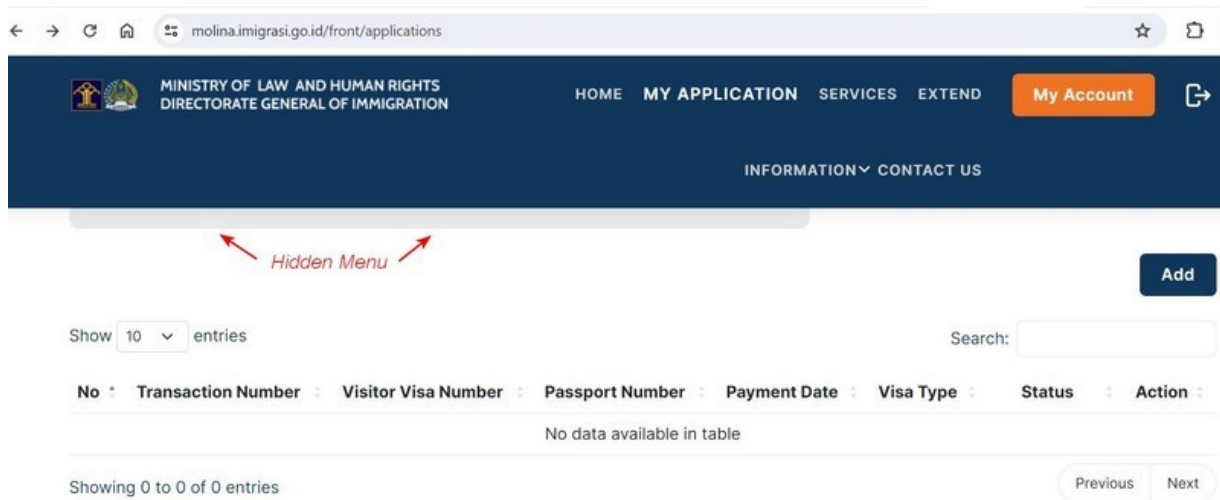 molina.imigrasi.go.id/front/applications
MINISTRY OF LAW AND HUMAN RIGHTS
DIRECTORATE GENERAL OF IMMIGRATION
HOME MY APPLICATION SERVICES EXTEND My Account
INFORMATION CONTACT US
Hidden Menu
Add
Show 10 entries Search:
No Transaction Number Visitor Visa Number Passport Number Payment Date Visa Type Status Action
No data available in table
Showing 0 to 0 of 0 entries Previous Next